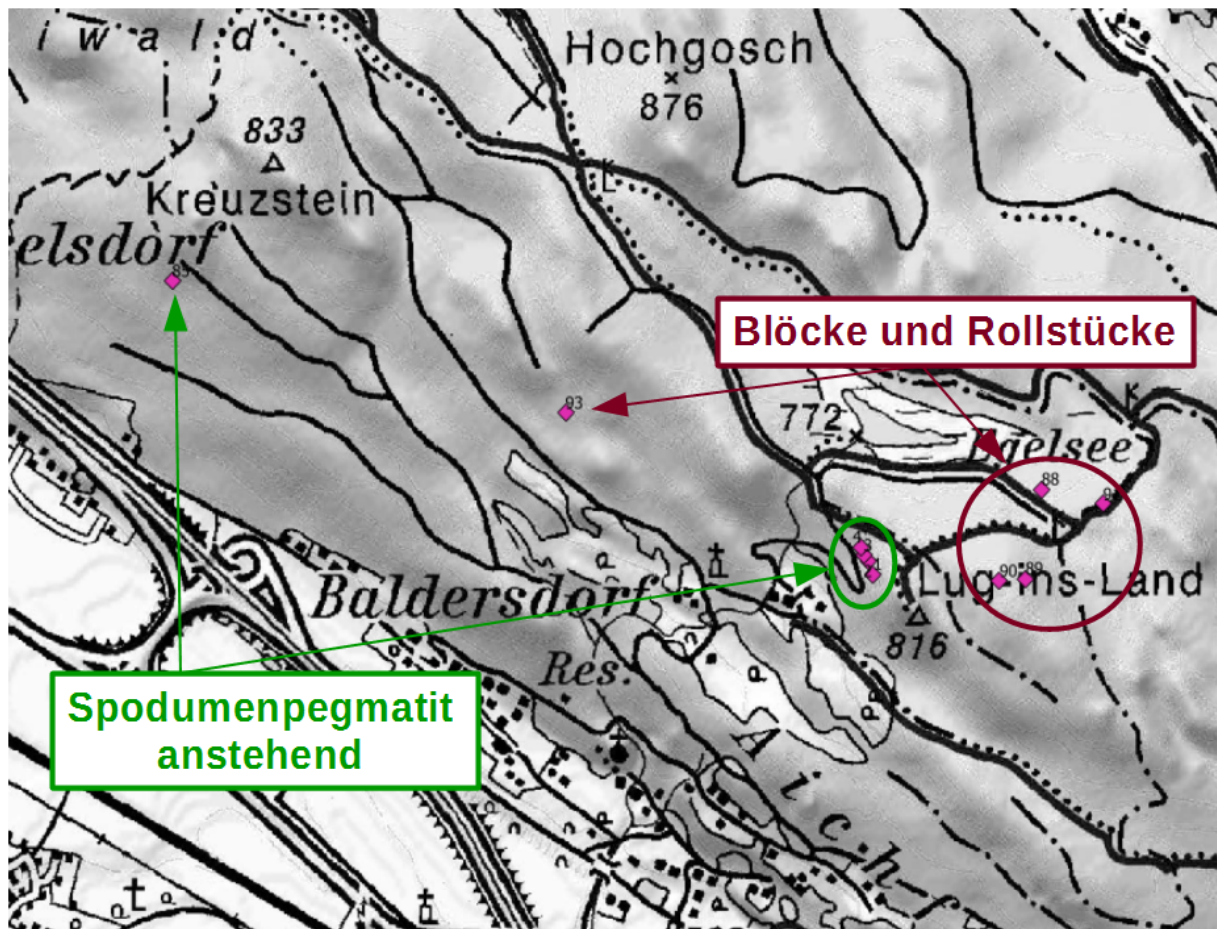 i w a l d
Hochgosch
876
833
Kreuzstein
elsdorf
Blöcke und Rollstücke
93
772
Egelsee
88
Lug-ins-Land
90 89
816
Baldersdorf
Res.
Spodumenpegmatit
anstehend
A i c h